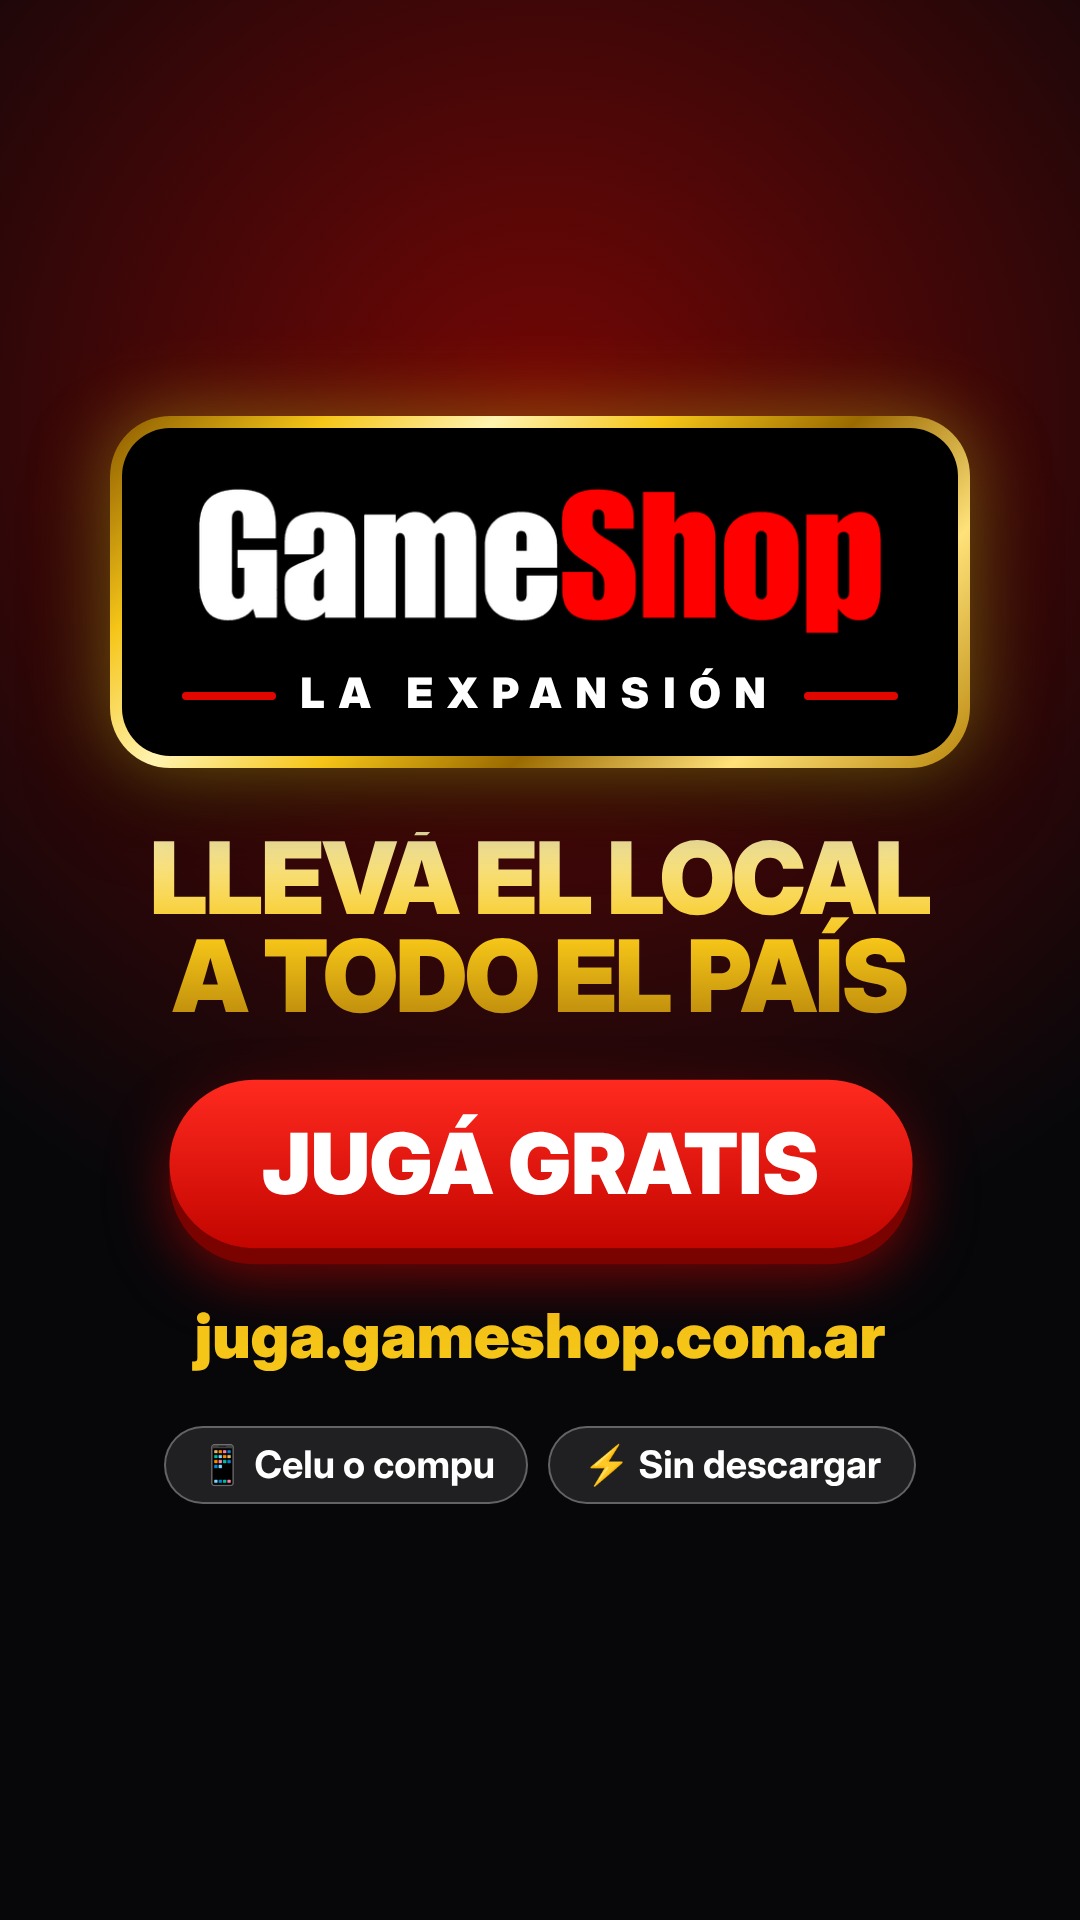 GameShop
LA EXPANSIÓN
LLEVÁ EL LOCAL
A TODO EL PAÍS
JUGÁ GRATIS
juga.gameshop.com.ar
📱 Celu o compu
⚡ Sin descargar